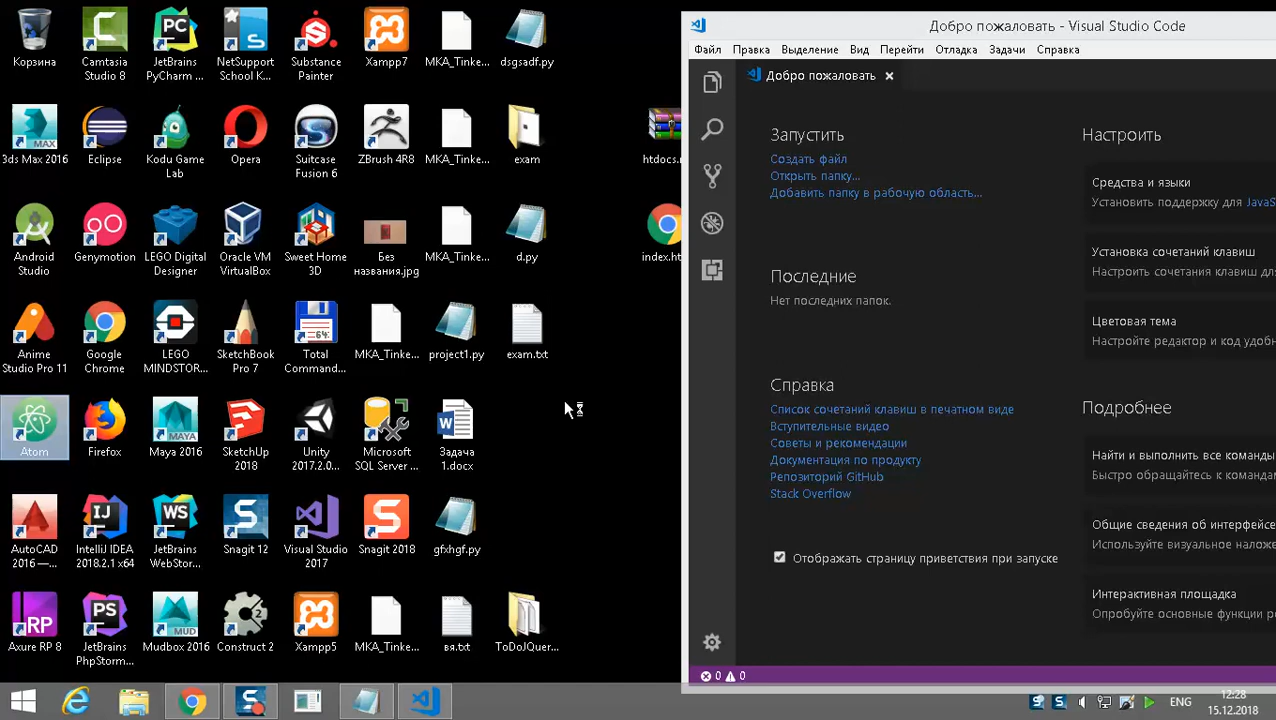 Корзина
Camtasia
Studio 8
JetBrains
PyCharm ...
NetSupport
School K...
Substance
Painter
Xampp7
MKA_Tinke...
dsgsadf.py
3ds Max 2016
Eclipse
Kodu Game
Lab
Opera
Suitcase
Fusion 6
ZBrush 4R8
MKA_Tinke...
exam
htdocs.r
Android
Studio
Genymotion
LEGO Digital
Designer
Oracle VM
VirtualBox
Sweet Home
3D
Без
названия.jpg
MKA_Tinke...
d.py
index.ht
Anime
Studio Pro 11
Google
Chrome
LEGO
MINDSTOR...
SketchBook
Pro 7
Total
Command...
MKA_Tinke...
project1.py
exam.txt
Atom
Firefox
Maya 2016
SketchUp
2018
Unity
2017.2.0...
Microsoft
SQL Server ...
Задача
1.docx
AutoCAD
2016 —...
IntelliJ IDEA
2018.2.1 x64
JetBrains
WebStor...
Snagit 12
Visual Studio
2017
Snagit 2018
gfxhgf.py
Axure RP 8
JetBrains
PhpStorm...
Mudbox 2016
Construct 2
Xampp5
MKA_Tinke...
вя.txt
ToDoJQuer...
Добро пожаловать - Visual Studio Code
Файл Правка Выделение Вид Перейти Отладка Задачи Справка
Добро пожаловать
Запустить
Создать файл
Открыть папку...
Добавить папку в рабочую область...
Последние
Нет последних папок.
Справка
Список сочетаний клавиш в печатном виде
Вступительные видео
Советы и рекомендации
Документация по продукту
Репозиторий GitHub
Stack Overflow
Отображать страницу приветствия при запуске
Настроить
Средства и языки
Установить поддержку для JavaS
Установка сочетаний клавиш
Настроить сочетания клавиш для
Цветовая тема
Настройте редактор и код удобн
Подробнее
Найти и выполнить все команды
Быстро обращайтесь к командам
Общие сведения об интерфейсе
Используйте визуальное наложе
Интерактивная площадка
Опробуйте основные функции р
0 0
ENG
12:28
15.12.2018